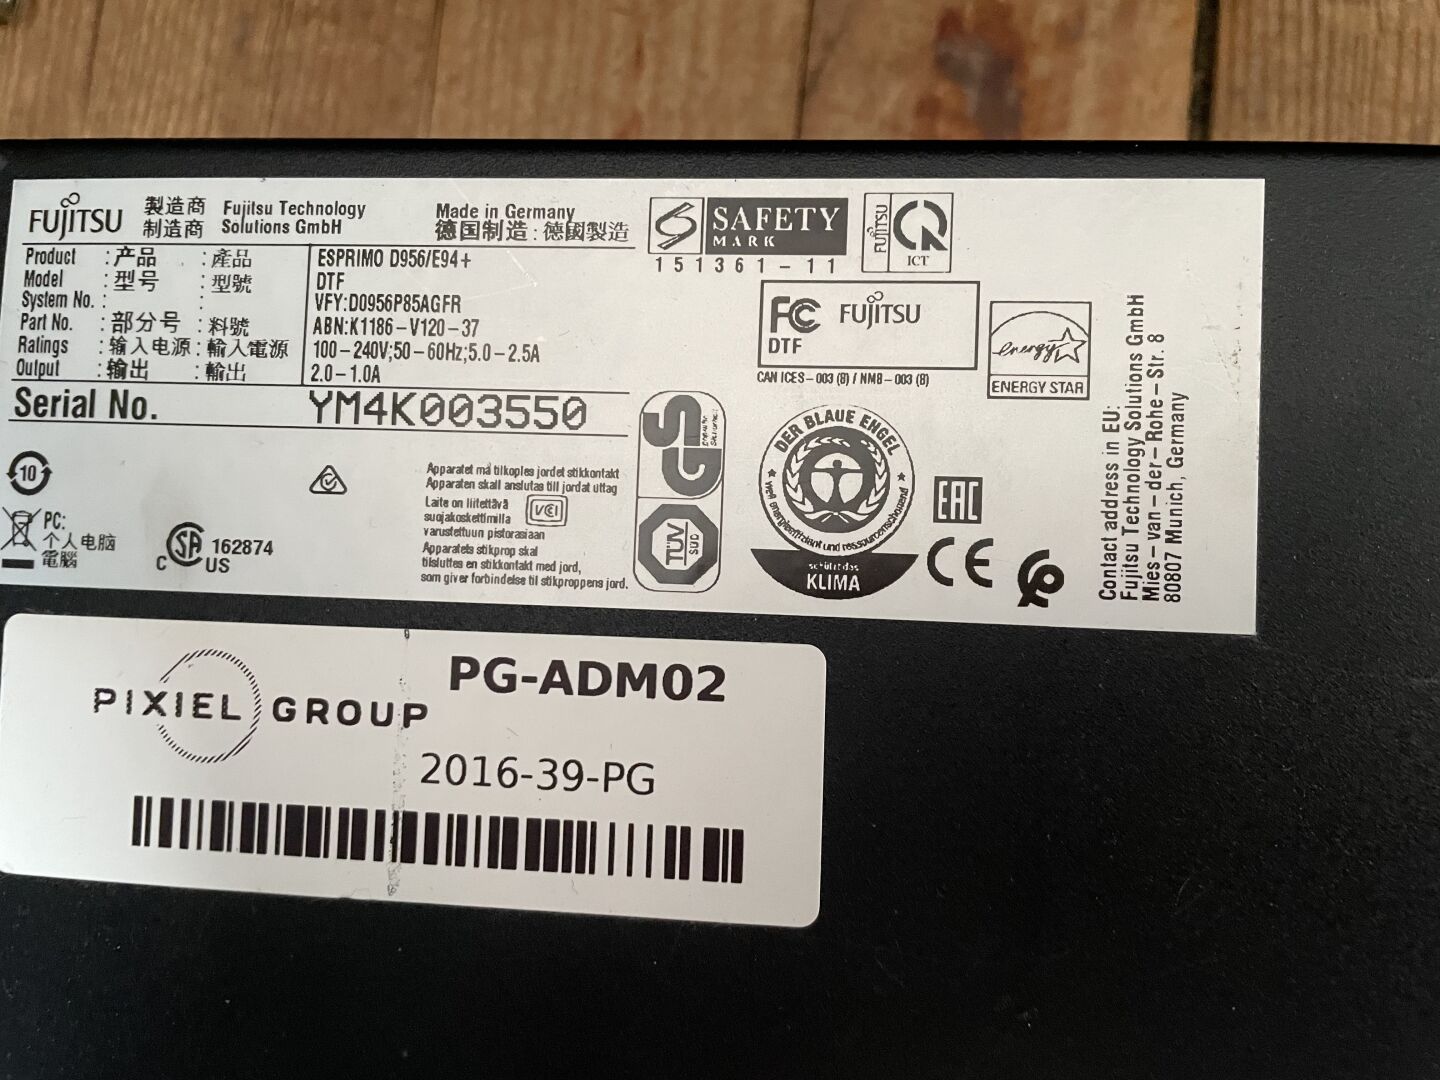 FUJITSU 製造商 Fujitsu Technology Made in Germany
制造商 Solutions GmbH 德国制造 : 德國製造
Product : 产品 : 產品 ESPRIMO D956/E94+
Model : 型号 : 型號 DTF
System No. : : VFY:D0956P85AGFR
Part No. : 部分号 : 料號 ABN:K1186-V120-37
Ratings : 输入电源 : 輸入電源 100-240V;50-60Hz;5.0-2.5A
Output : 输出 : 輸出 2.0-1.0A
Serial No. YM4K003550
SAFETY
MARK
151361-11
FUJITSU
ICT
FC FUJITSU
DTF
CAN ICES-003 (B) / NMB-003 (B)
energy
ENERGY STAR
10
PC:
个人电脑
電腦
C SA US
162874
Apparatet må tilkoples jordet stikkontakt
Apparaten skall anslutas till jordat uttag
Laite on liitettävä
suojakoskettimilla
varustettuun pistorasiaan
VCI
Apparatets stikprop skal
tilsluttes en stikkontakt med jord,
som giver forbindelse til stikproppens jord.
GS
TÜV
SÜD
DER BLAUE ENGEL
weil energieeffizient und ressourcenschonend
schützt das
KLIMA
EAC
CE
Contact address in EU:
Fujitsu Technology Solutions GmbH
Mies-van-der-Rohe-Str. 8
80807 Munich, Germany
PIXIEL GROUP
PG-ADM02
2016-39-PG